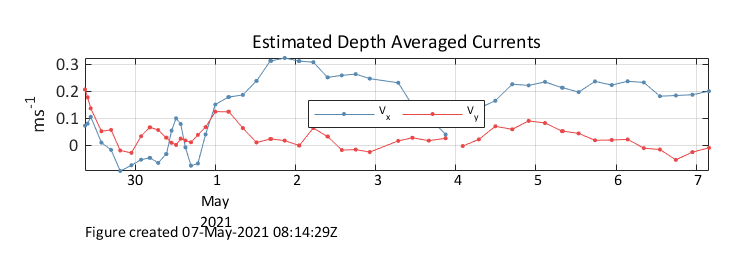 Estimated Depth Averaged Currents
ms-1
0.3
0.2
0.1
0
Vx Vy
30 1 2 3 4 5 6 7
May
2021
Figure created 07-May-2021 08:14:29Z